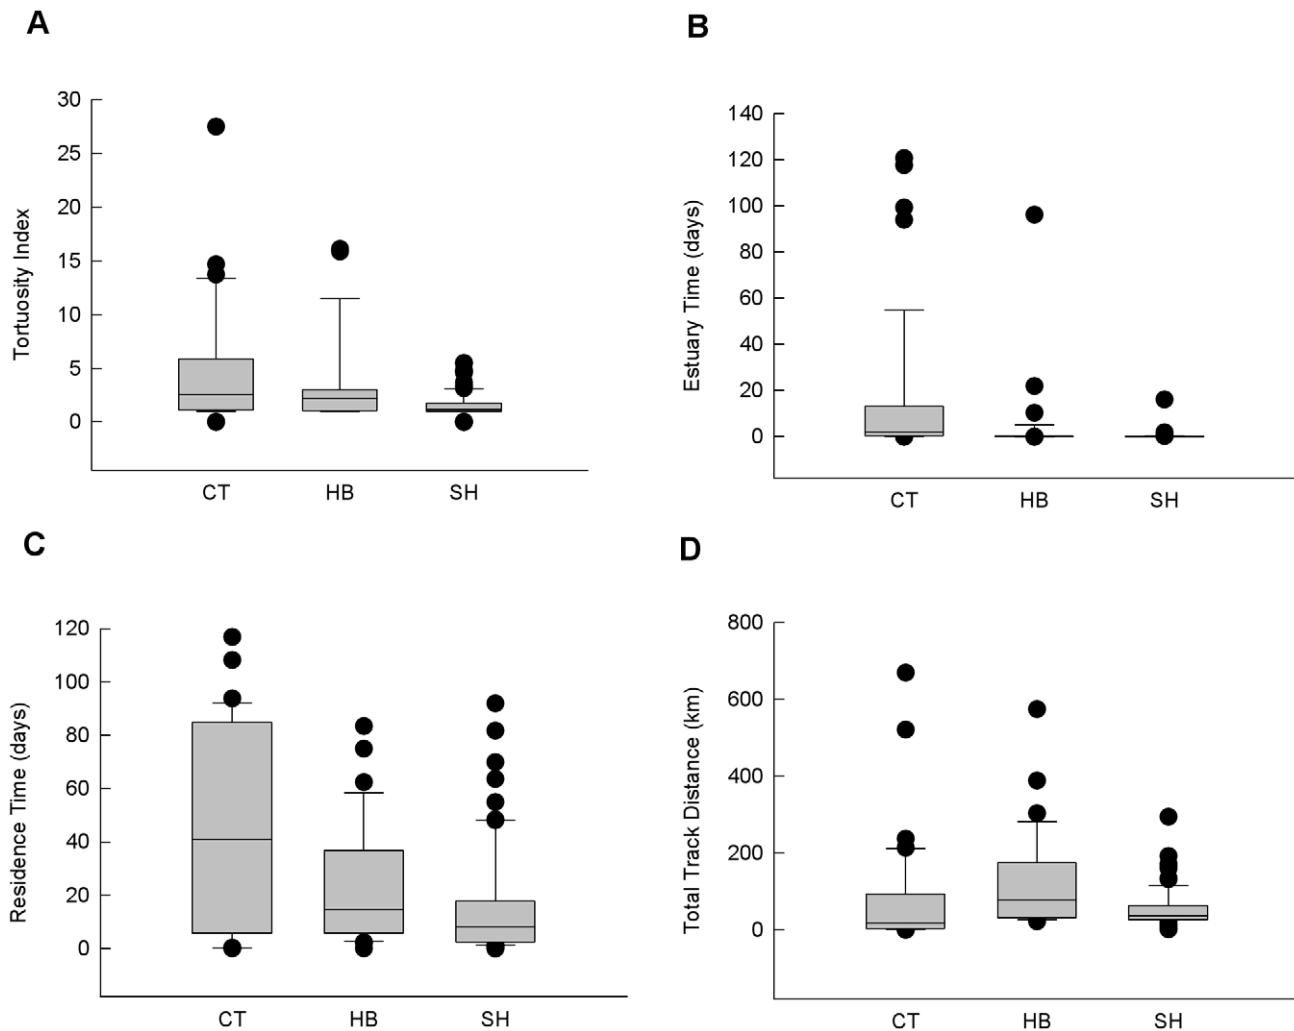 A
30
25
20
15
10
5
0
Tortuosity Index
CT HB SH
B
140
120
100
80
60
40
20
0
Estuary Time (days)
CT HB SH
C
120
100
80
60
40
20
0
Residence Time (days)
CT HB SH
D
800
600
400
200
0
Total Track Distance (km)
CT HB SH